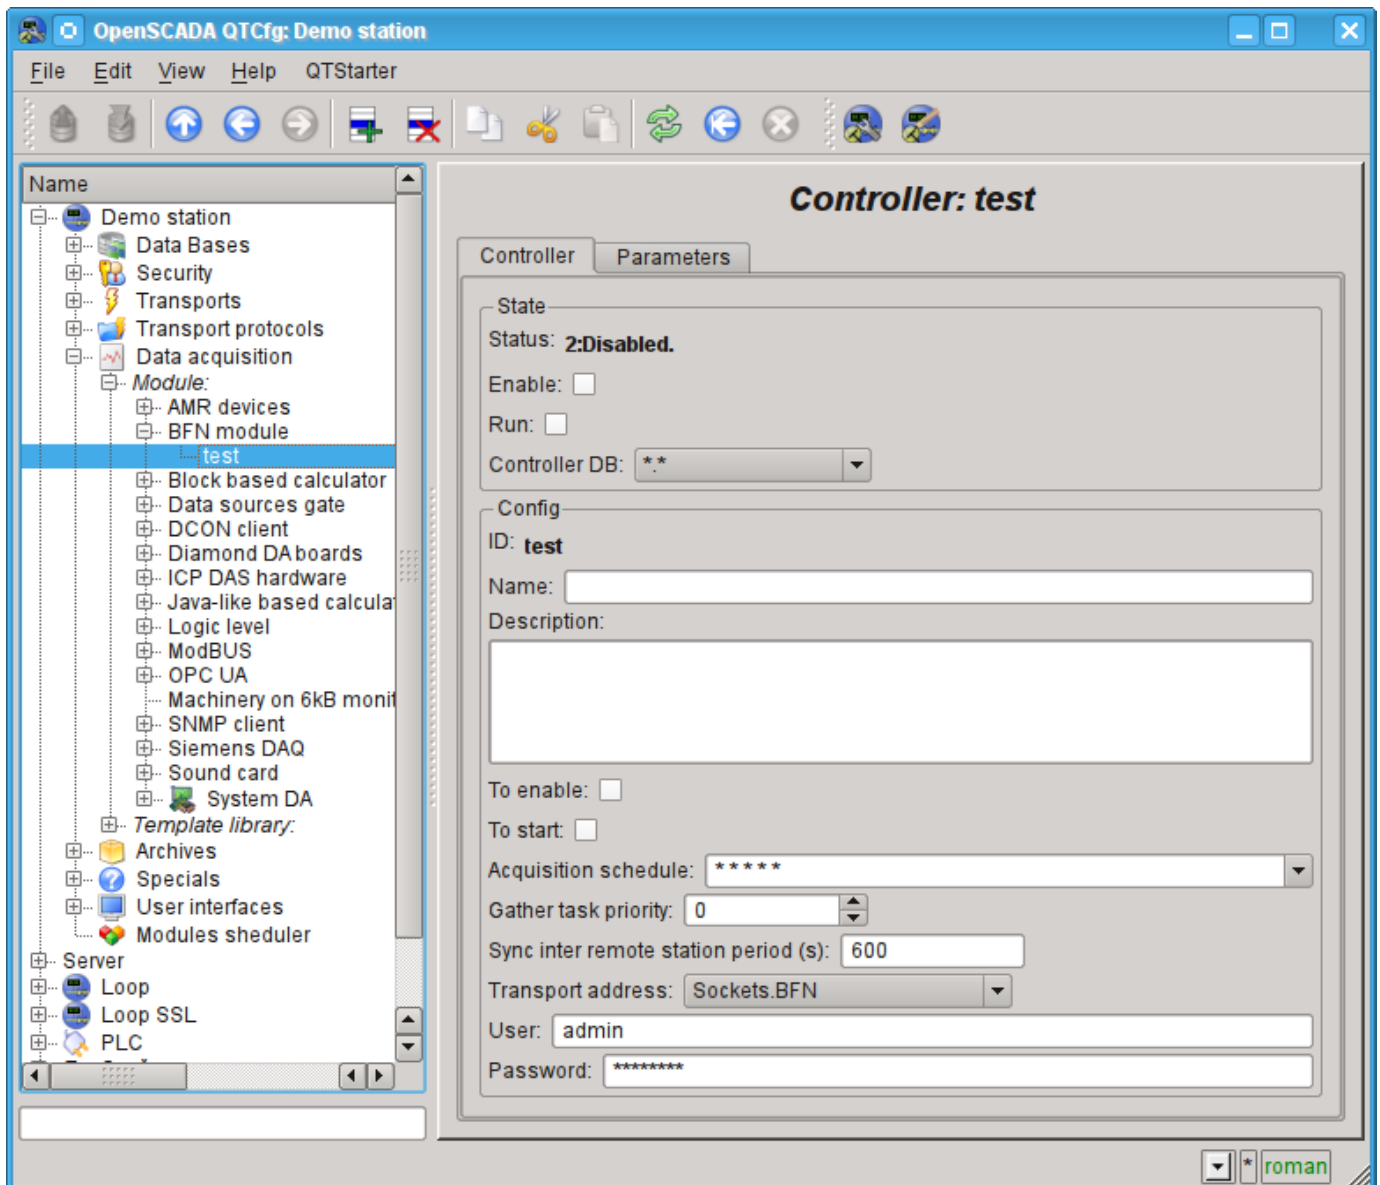 OpenSCADA QTCfg: Demo station
File Edit View Help QTStarter
Name
Demo station
Data Bases
Security
Transports
Transport protocols
Data acquisition
Module:
AMR devices
BFN module
test
Block based calculator
Data sources gate
DCON client
Diamond DA boards
ICP DAS hardware
Java-like based calculat
Logic level
ModBUS
OPC UA
Machinery on 6kB monit
SNMP client
Siemens DAQ
Sound card
System DA
Template library:
Archives
Specials
User interfaces
Modules sheduler
Server
Loop
Loop SSL
PLC
Controller: test
Controller Parameters
State
Status: 2:Disabled.
Enable:
Run:
Controller DB: *.*
Config
ID: test
Name:
Description:
To enable:
To start:
Acquisition schedule: * * * * *
Gather task priority: 0
Sync inter remote station period (s): 600
Transport address: Sockets.BFN
User: admin
Password: ********
* roman